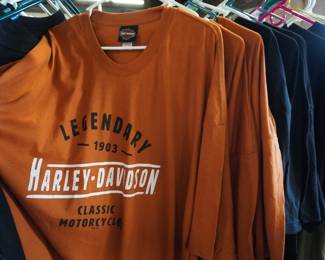 LEGENDARY
— 1903 —
HARLEY-DAVIDSON
CLASSIC
MOTORCYCLE